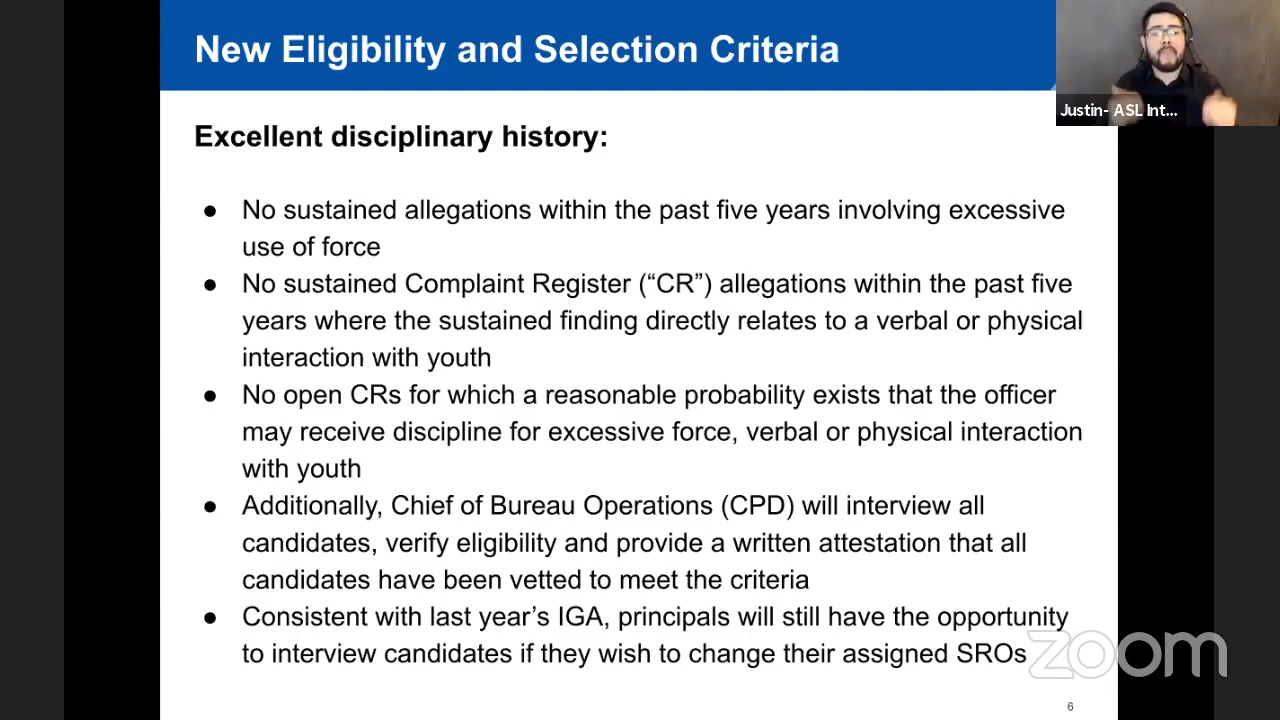 New Eligibility and Selection Criteria
Justin- ASL Int...
Excellent disciplinary history:
● No sustained allegations within the past five years involving excessive
use of force
● No sustained Complaint Register (“CR”) allegations within the past five
years where the sustained finding directly relates to a verbal or physical
interaction with youth
● No open CRs for which a reasonable probability exists that the officer
may receive discipline for excessive force, verbal or physical interaction
with youth
● Additionally, Chief of Bureau Operations (CPD) will interview all
candidates, verify eligibility and provide a written attestation that all
candidates have been vetted to meet the criteria
● Consistent with last year’s IGA, principals will still have the opportunity
to interview candidates if they wish to change their assigned SROs
zoom
6